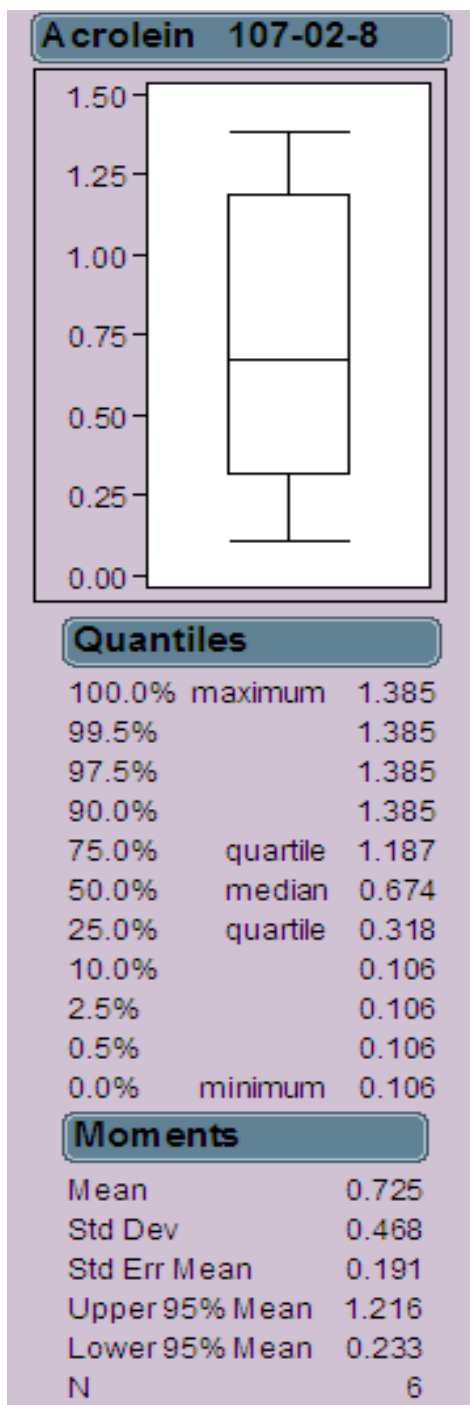 Acrolein 107-02-8
1.50
1.25
1.00
0.75
0.50
0.25
0.00
Quantiles
100.0% maximum 1.385
99.5% 1.385
97.5% 1.385
90.0% 1.385
75.0% quartile 1.187
50.0% median 0.674
25.0% quartile 0.318
10.0% 0.106
2.5% 0.106
0.5% 0.106
0.0% minimum 0.106
Moments
Mean 0.725
Std Dev 0.468
Std Err Mean 0.191
Upper 95% Mean 1.216
Lower 95% Mean 0.233
N 6